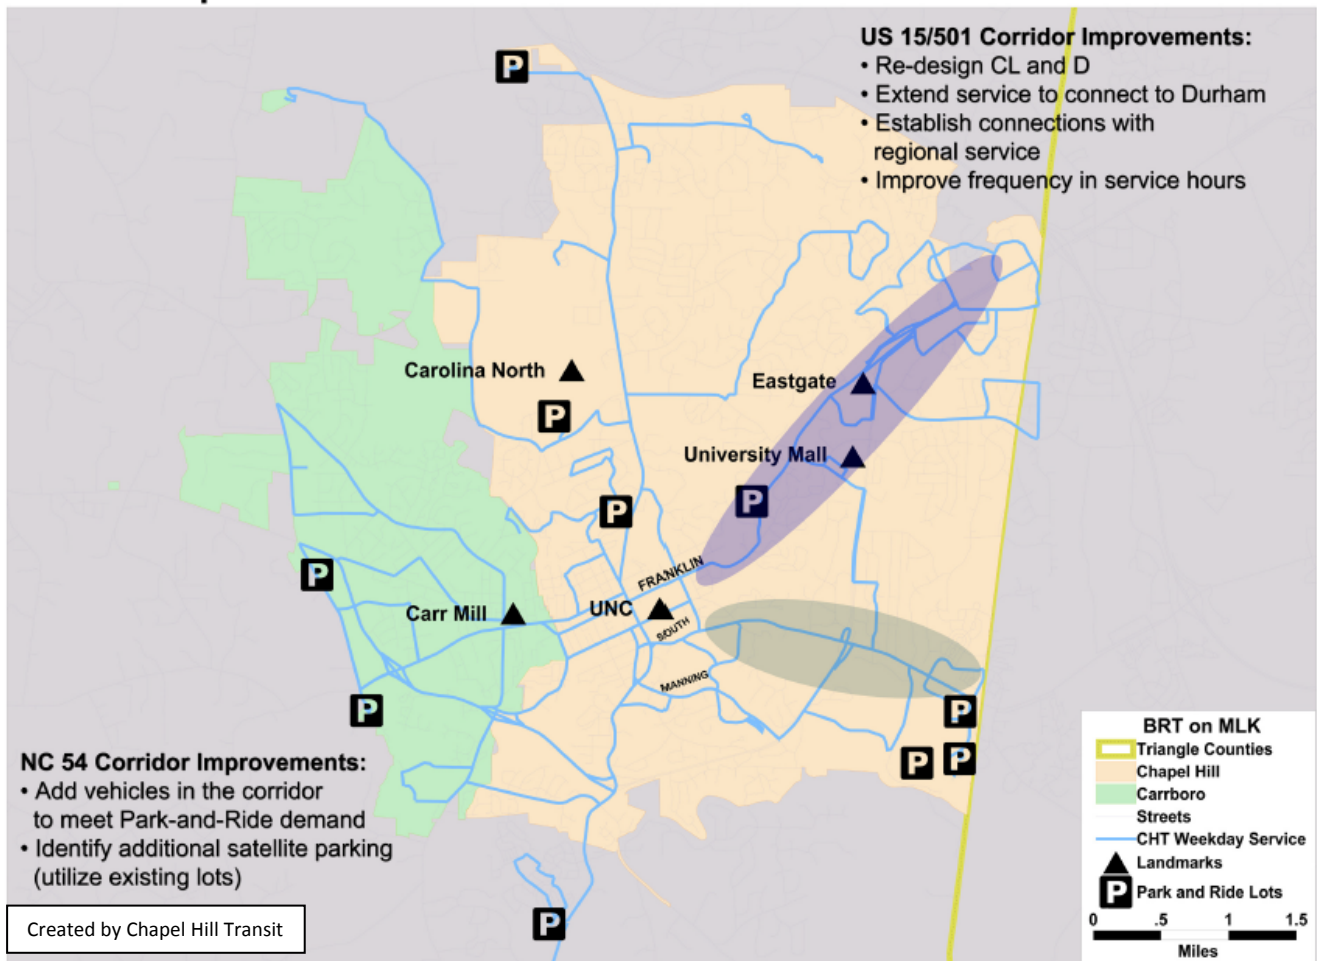 US 15/501 Corridor Improvements:
• Re-design CL and D
• Extend service to connect to Durham
• Establish connections with
regional service
• Improve frequency in service hours
P
Carolina North
P
Eastgate
University Mall
P
P
FRANKLIN
P
Carr Mill
UNC
SOUTH
MANNING
P
P
P
P
NC 54 Corridor Improvements:
• Add vehicles in the corridor
to meet Park-and-Ride demand
• Identify additional satellite parking
(utilize existing lots)
P
Created by Chapel Hill Transit
BRT on MLK
Triangle Counties
Chapel Hill
Carrboro
Streets
CHT Weekday Service
Landmarks
P Park and Ride Lots
0 .5 1 1.5
Miles